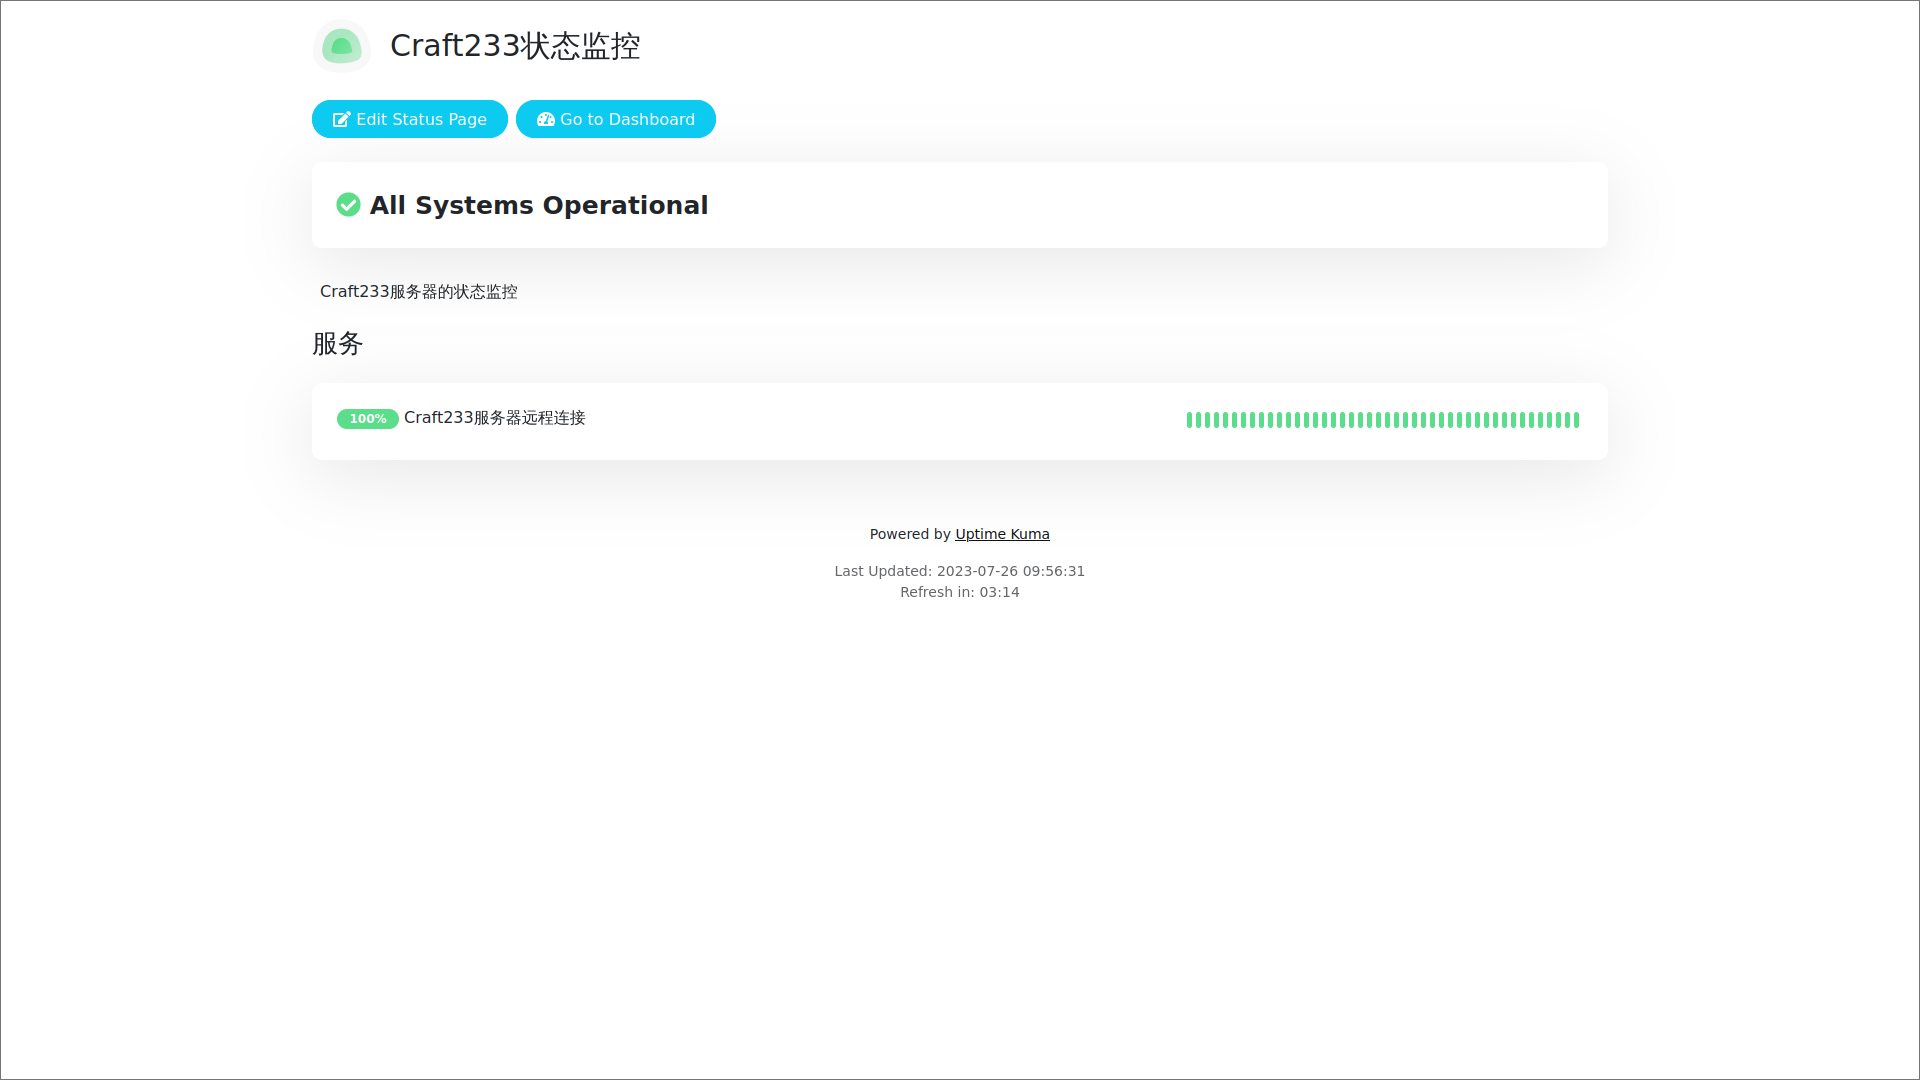 Craft233状态监控
Edit Status Page
Go to Dashboard
All Systems Operational
Craft233服务器的状态监控
服务
100% Craft233服务器远程连接
Powered by Uptime Kuma
Last Updated: 2023-07-26 09:56:31
Refresh in: 03:14